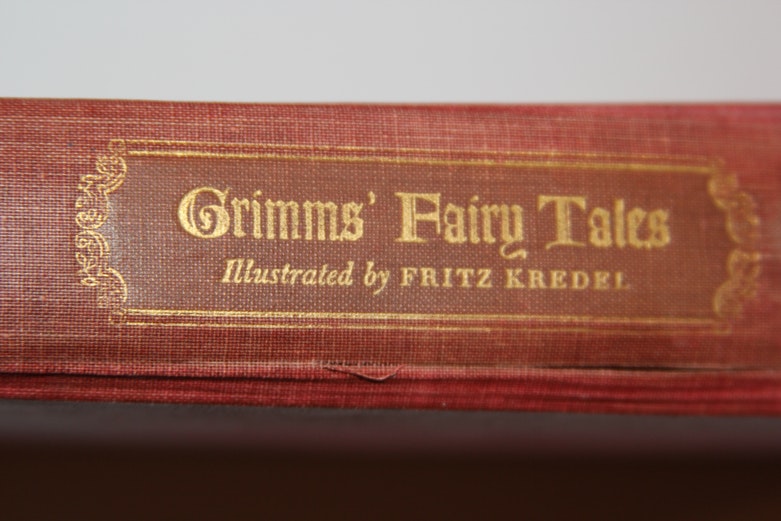 Grimms' Fairy Tales
Illustrated by FRITZ KREDEL